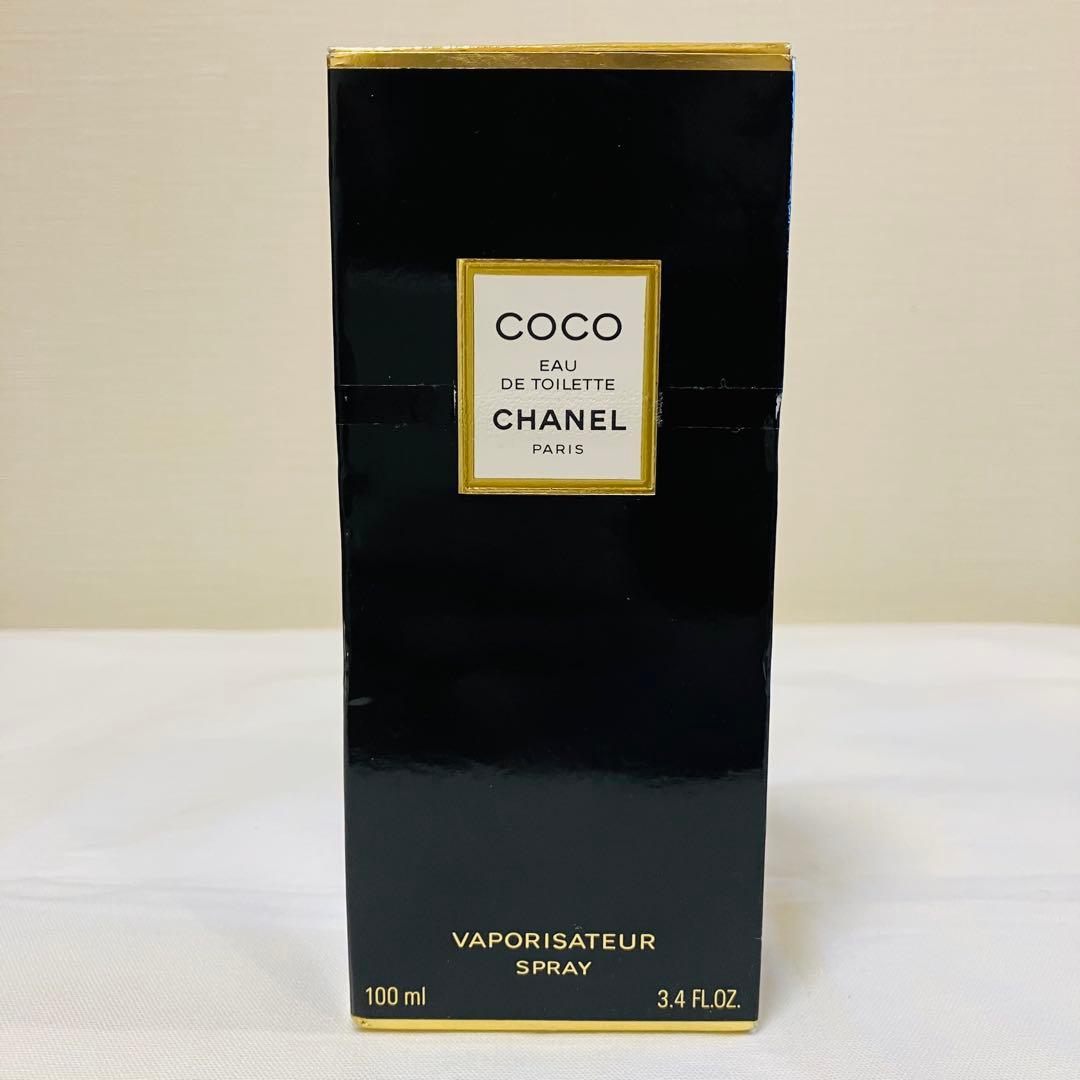 COCO
EAU
DE TOILETTE
CHANEL
PARIS
VAPORISATEUR
SPRAY
100 ml 3.4 FL.OZ.